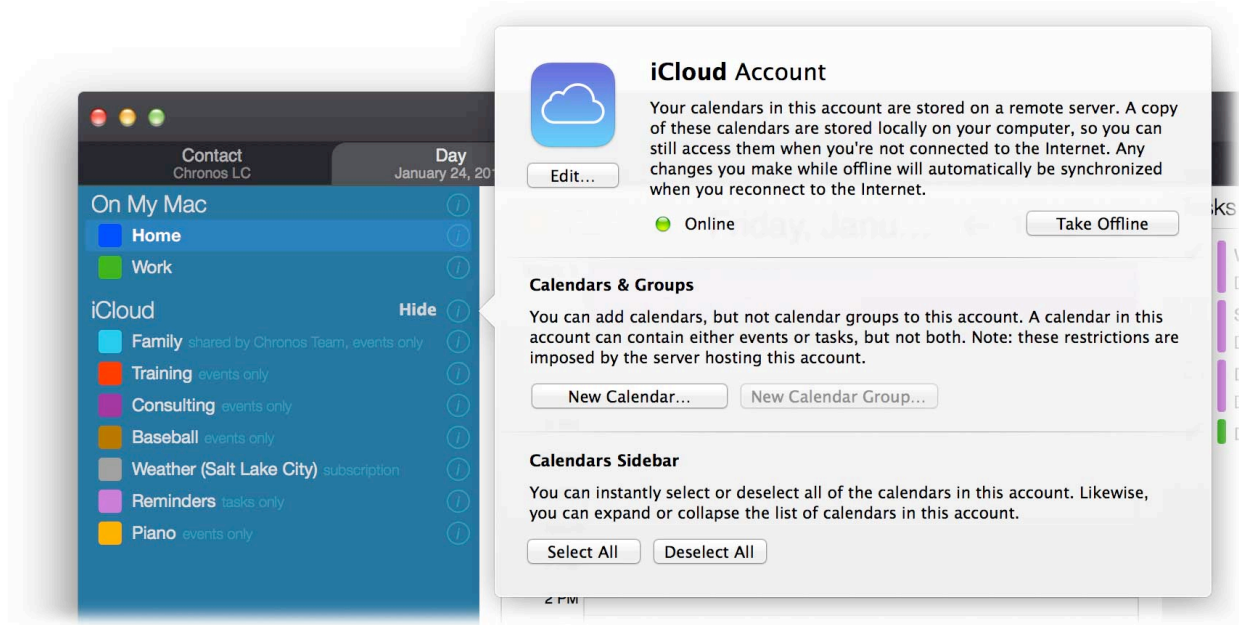 Contact
Chronos LC
Day
January 24, 201
On My Mac
Home
Work
iCloud
Hide
Family shared by Chronos Team, events only
Training events only
Consulting events only
Baseball events only
Weather (Salt Lake City) subscription
Reminders tasks only
Piano events only
iCloud Account
Your calendars in this account are stored on a remote server. A copy
of these calendars are stored locally on your computer, so you can
still access them when you're not connected to the Internet. Any
changes you make while offline will automatically be synchronized
when you reconnect to the Internet.
Edit...
Online
Take Offline
Friday, Janu...
Calendars & Groups
You can add calendars, but not calendar groups to this account. A calendar in this
account can contain either events or tasks, but not both. Note: these restrictions are
imposed by the server hosting this account.
New Calendar...
New Calendar Group...
Calendars Sidebar
You can instantly select or deselect all of the calendars in this account. Likewise,
you can expand or collapse the list of calendars in this account.
Select All
Deselect All
2 PM
ks